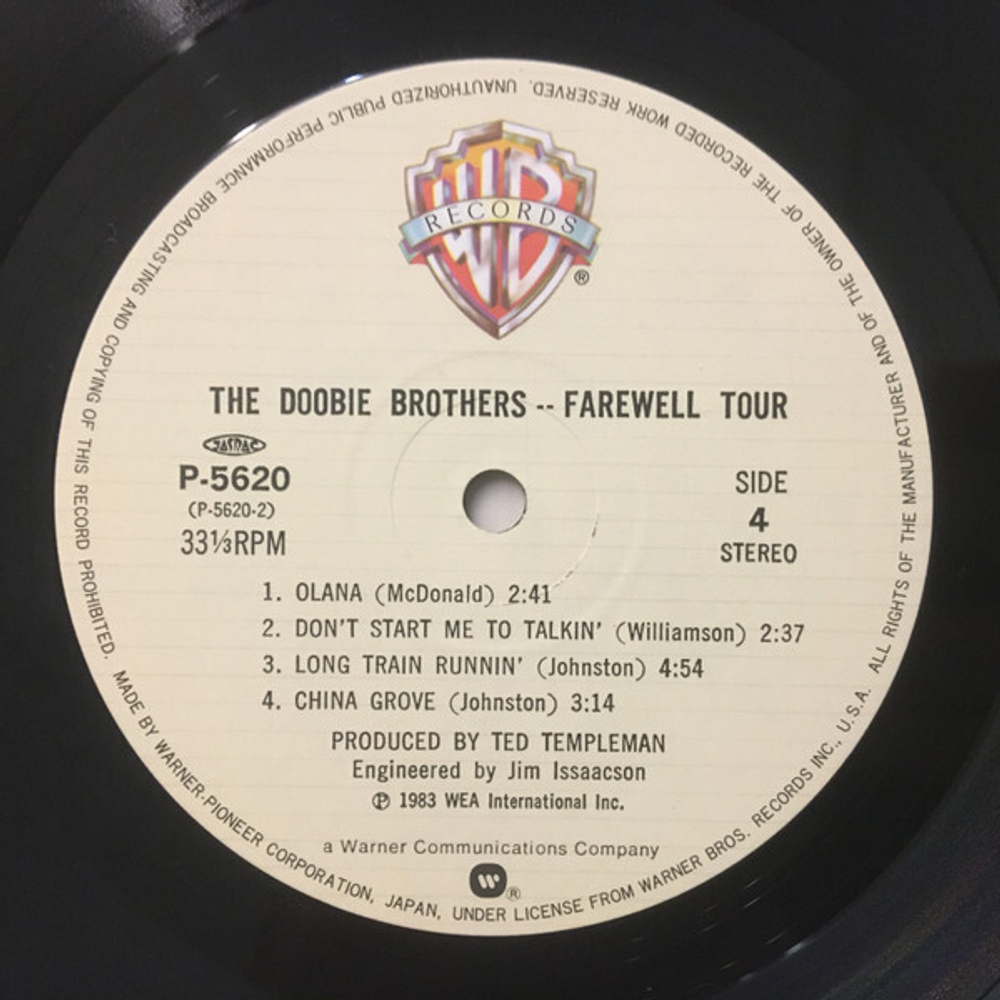 WB
RECORDS
®
THE DOOBIE BROTHERS -- FAREWELL TOUR
JASRAC
P-5620
(P-5620-2)
33⅓RPM
SIDE
4
STEREO
1. OLANA (McDonald) 2:41
2. DON'T START ME TO TALKIN' (Williamson) 2:37
3. LONG TRAIN RUNNIN' (Johnston) 4:54
4. CHINA GROVE (Johnston) 3:14
PRODUCED BY TED TEMPLEMAN
Engineered by Jim Issaacson
℗ 1983 WEA International Inc.
a Warner Communications Company
W ®
MADE BY WARNER-PIONEER CORPORATION, JAPAN, UNDER LICENSE FROM WARNER BROS. RECORDS INC., U.S.A. ALL RIGHTS OF THE MANUFACTURER AND OF THE OWNER OF THE RECORDED WORK RESERVED. UNAUTHORIZED PUBLIC PERFORMANCE BROADCASTING AND COPYING OF THIS RECORD PROHIBITED.